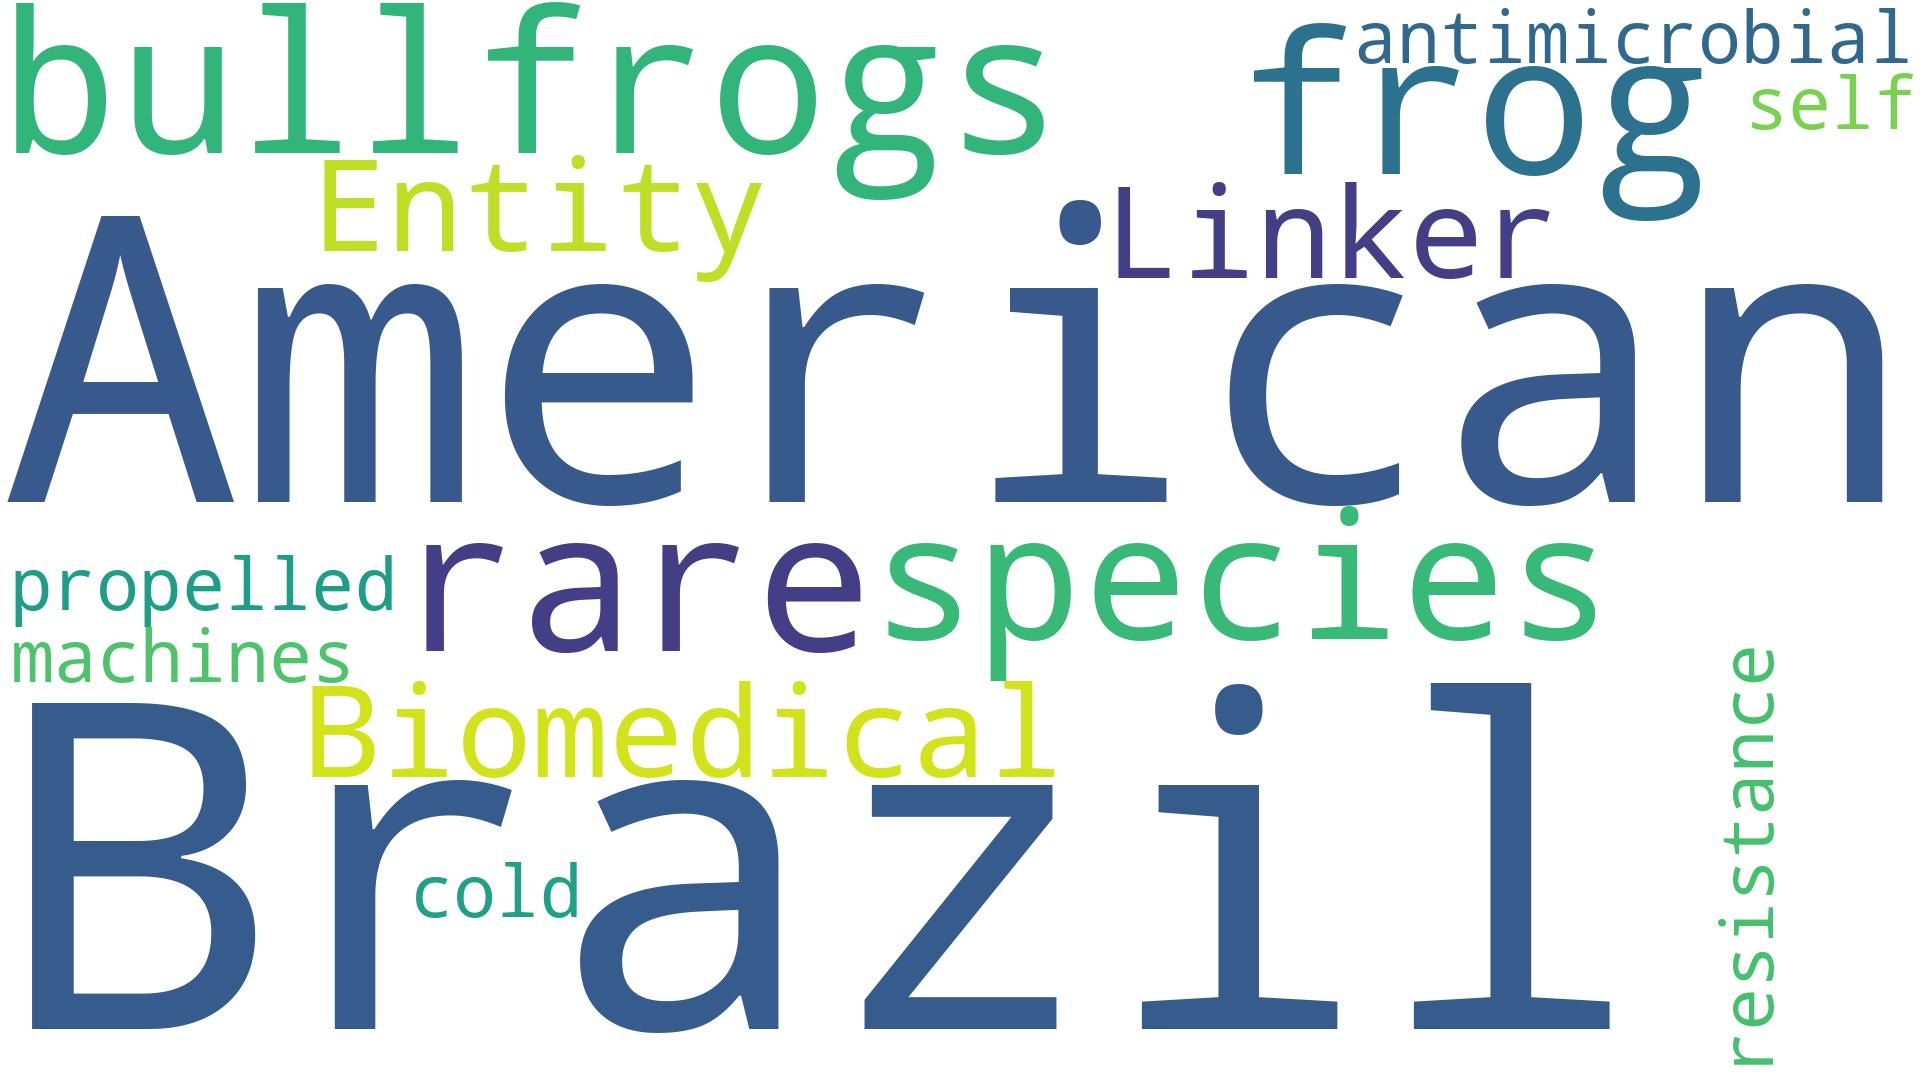 bullfrogs
frog
antimicrobial
self
Entity
Linker
American
rare
species
propelled
machines
Biomedical
Brazil
cold
resistance